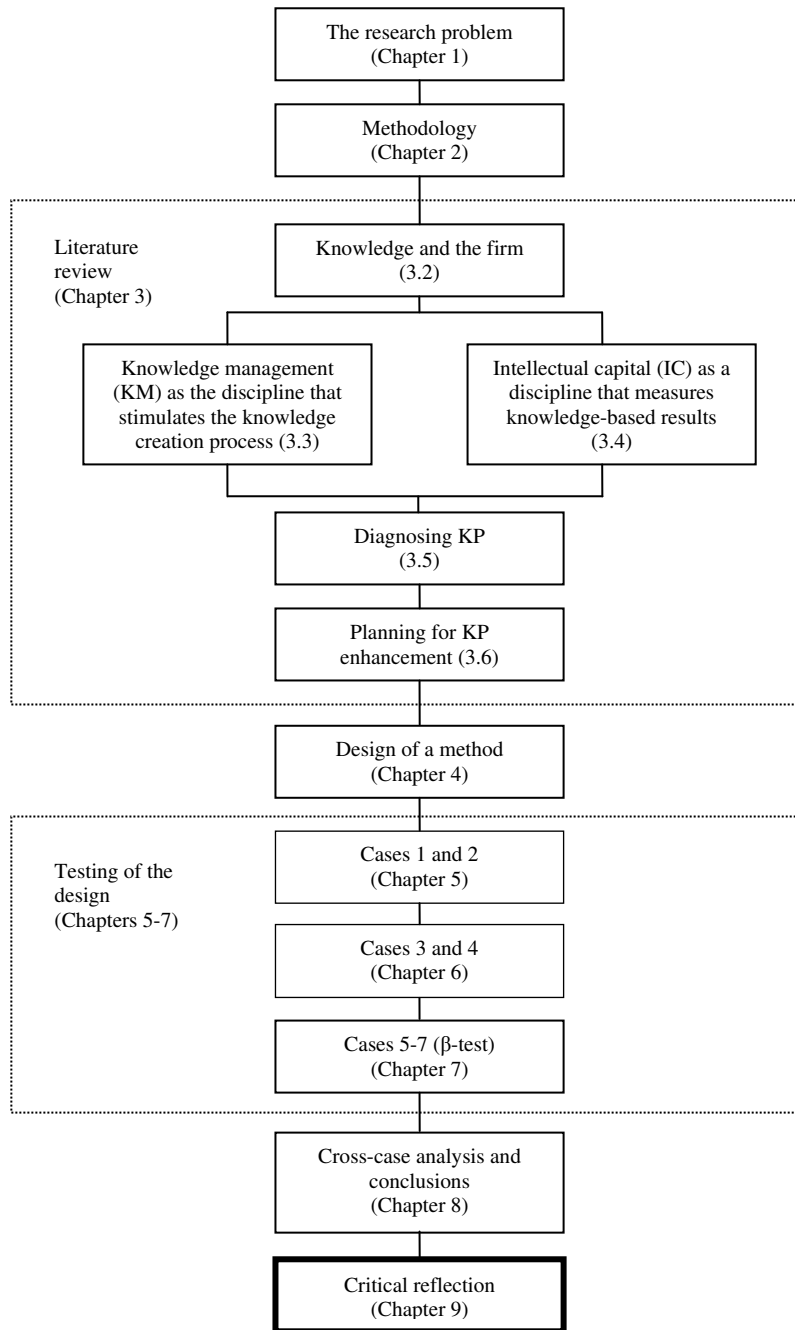 The research problem
(Chapter 1)
Methodology
(Chapter 2)
Literature
review
(Chapter 3)
Knowledge and the firm
(3.2)
Knowledge management
(KM) as the discipline that
stimulates the knowledge
creation process (3.3)
Intellectual capital (IC) as a
discipline that measures
knowledge-based results
(3.4)
Diagnosing KP
(3.5)
Planning for KP
enhancement (3.6)
Design of a method
(Chapter 4)
Testing of the
design
(Chapters 5-7)
Cases 1 and 2
(Chapter 5)
Cases 3 and 4
(Chapter 6)
Cases 5-7 (β-test)
(Chapter 7)
Cross-case analysis and
conclusions
(Chapter 8)
Critical reflection
(Chapter 9)